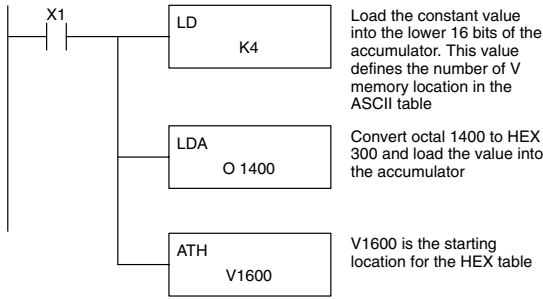 X1
LD
K4
Load the constant value
into the lower 16 bits of the
accumulator. This value
defines the number of V
memory location in the
ASCII table
LDA
O 1400
Convert octal 1400 to HEX
300 and load the value into
the accumulator
ATH
V1600
V1600 is the starting
location for the HEX table